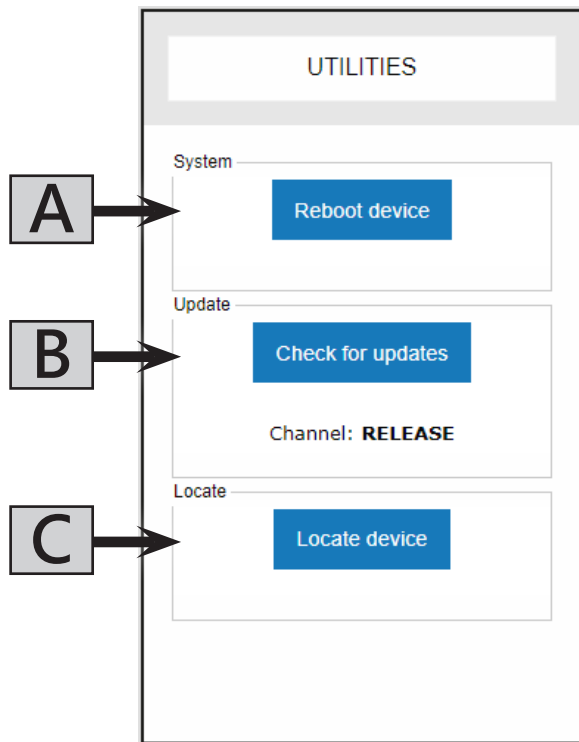 UTILITIES
System
A
Reboot device
Update
B
Check for updates
Channel: RELEASE
Locate
C
Locate device